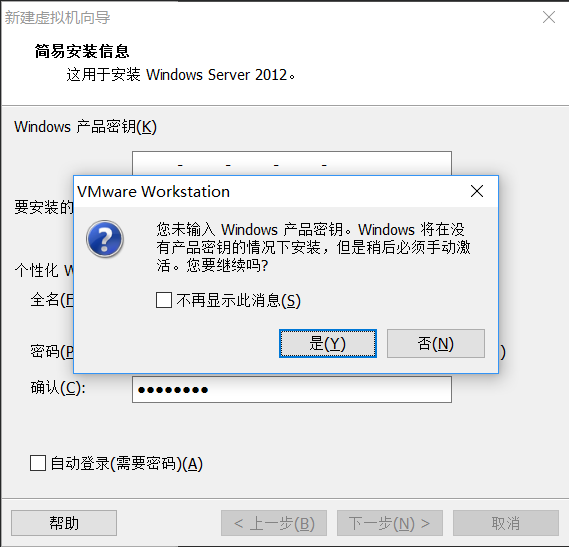 新建虚拟机向导
简易安装信息
这用于安装 Windows Server 2012。
Windows 产品密钥(K)
- - - -
要安装的
VMware Workstation
您未输入 Windows 产品密钥。Windows 将在没
有产品密钥的情况下安装，但是稍后必须手动激
活。您要继续吗?
不再显示此消息(S)
是(Y)
否(N)
个性化 W
全名(F
密码(P
)
确认(C):
●●●●●●●●
自动登录(需要密码)(A)
帮助
< 上一步(B)
下一步(N) >
取消